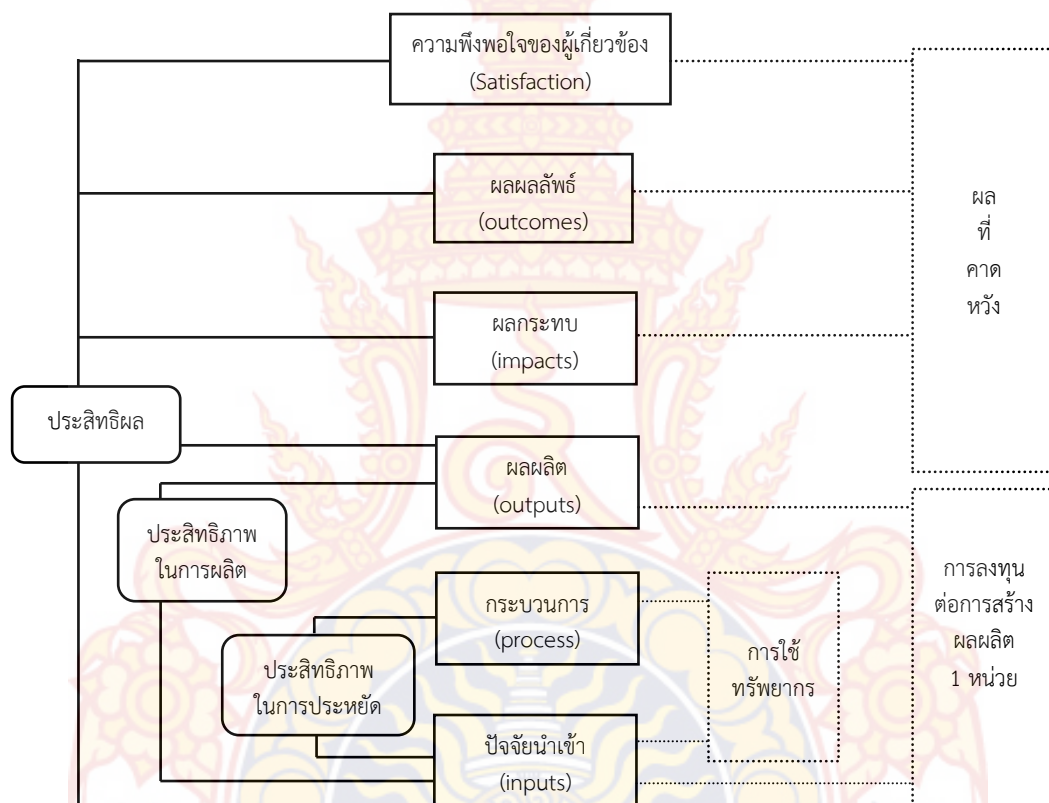 ความพึงพอใจของผู้เกี่ยวข้อง
(Satisfaction)
ผลผลลัพธ์
(outcomes)
ผล
ที่
คาด
หวัง
ผลกระทบ
(impacts)
ประสิทธิผล
ผลผลิต
(outputs)
ประสิทธิภาพ
ในการผลิต
กระบวนการ
(process)
การลงทุน
ต่อการสร้าง
ผลผลิต
1 หน่วย
การใช้
ทรัพยากร
ประสิทธิภาพ
ในการประหยัด
ปัจจัยนำเข้า
(inputs)